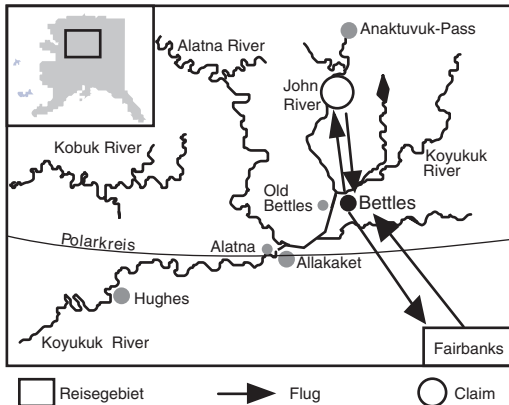 Anaktuvuk-Pass
Alatna River
John
River
Kobuk River
Koyukuk
River
Old
Bettles
Bettles
Polarkreis
Alatna
Allakaket
Hughes
Koyukuk River
Fairbanks
Reisegebiet
Flug
Claim